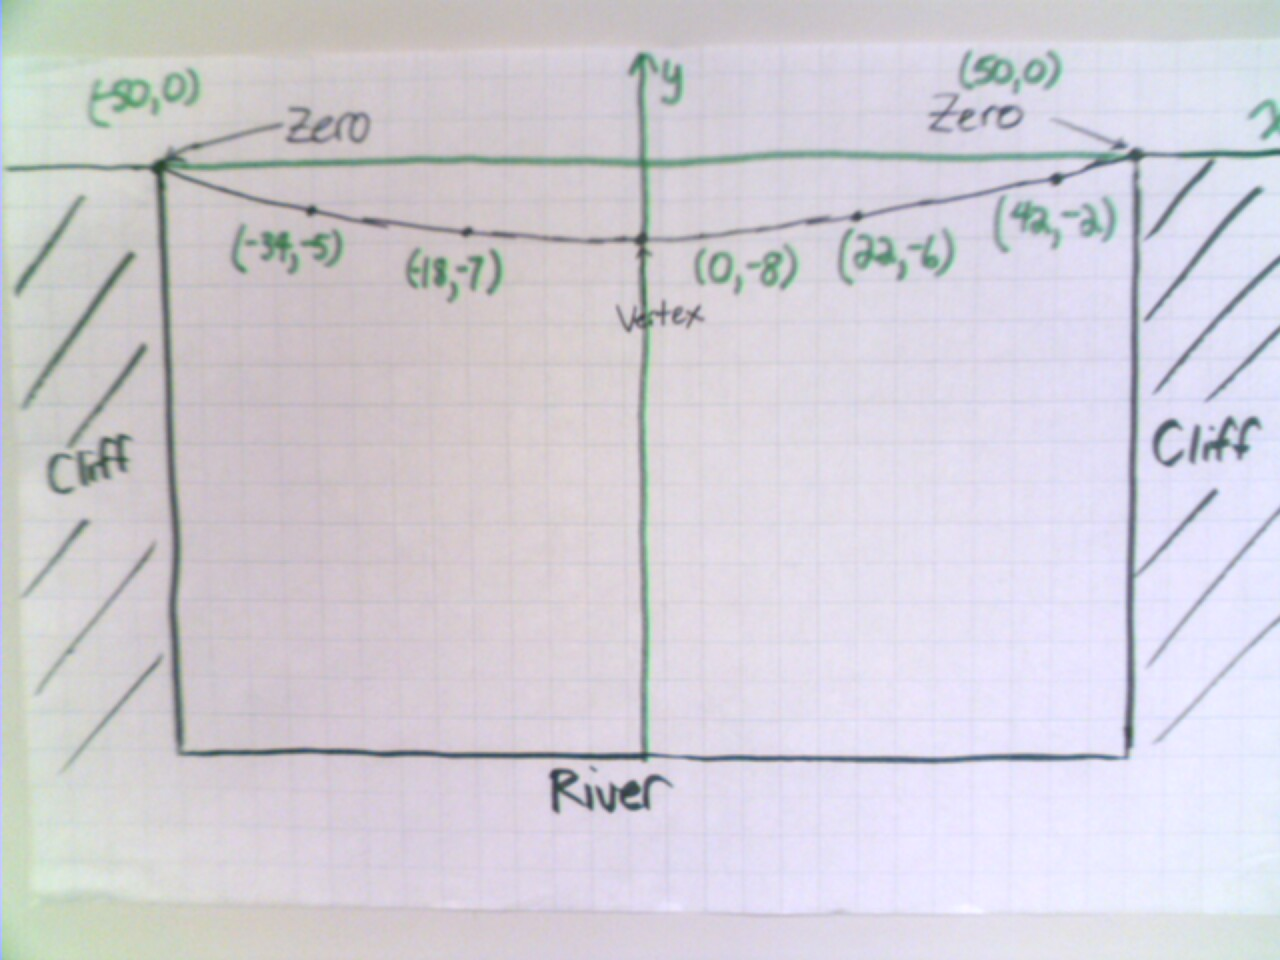 (-50,0)
Zero
y
(50,0)
Zero
(-34,-5)
(-18,-7)
(0,-8)
(22,-6)
(42,-2)
Vertex
Cliff
Cliff
River